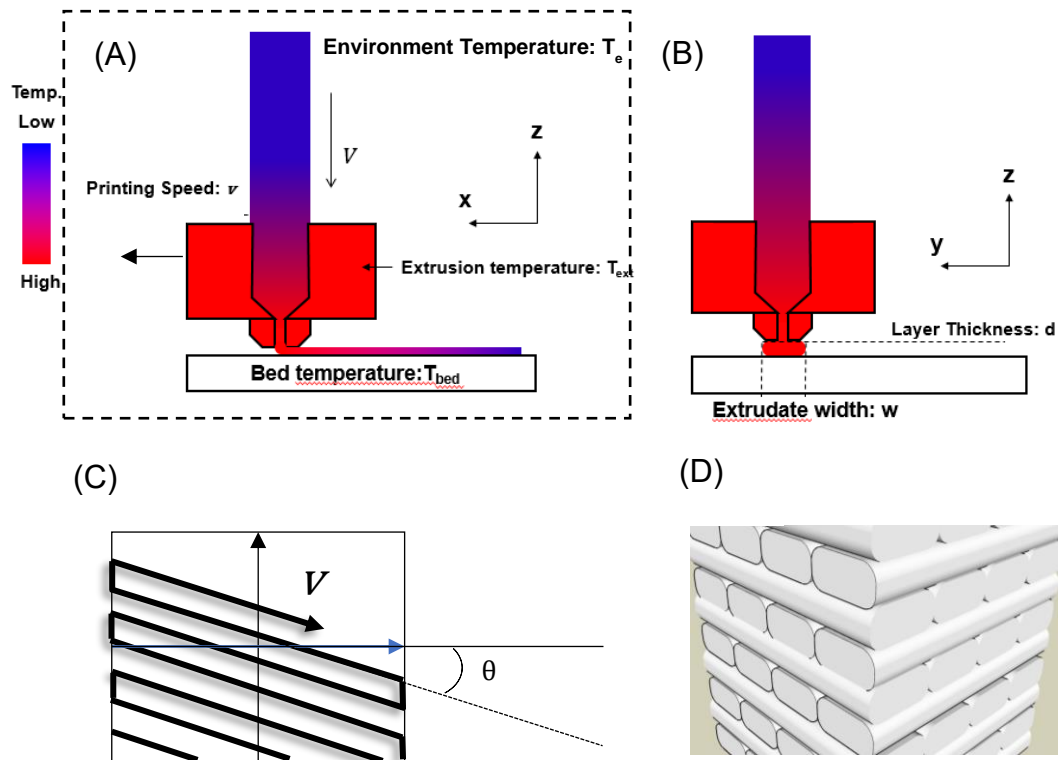 (A)
Environment Temperature: Te
(B)
Temp.
Low
V
z
z
Printing Speed: v
x
y
Extrusion temperature: Text
High
Layer Thickness: d
Bed temperature:Tbed
Extrudate width: w
(C)
(D)
V
θ